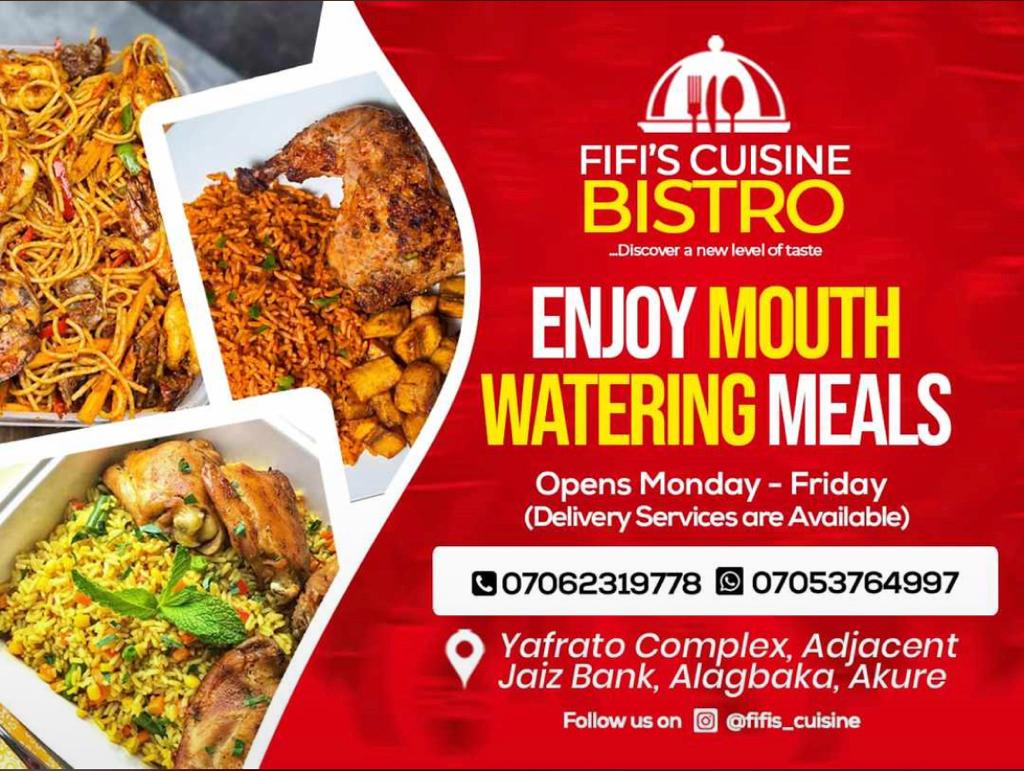 FIFI'S CUISINE
BISTRO
...Discover a new level of taste
ENJOY MOUTH
WATERING MEALS
Opens Monday - Friday
(Delivery Services are Available)
07062319778 07053764997
Yafrato Complex, Adjacent
Jaiz Bank, Alagbaka, Akure
Follow us on @fifis_cuisine